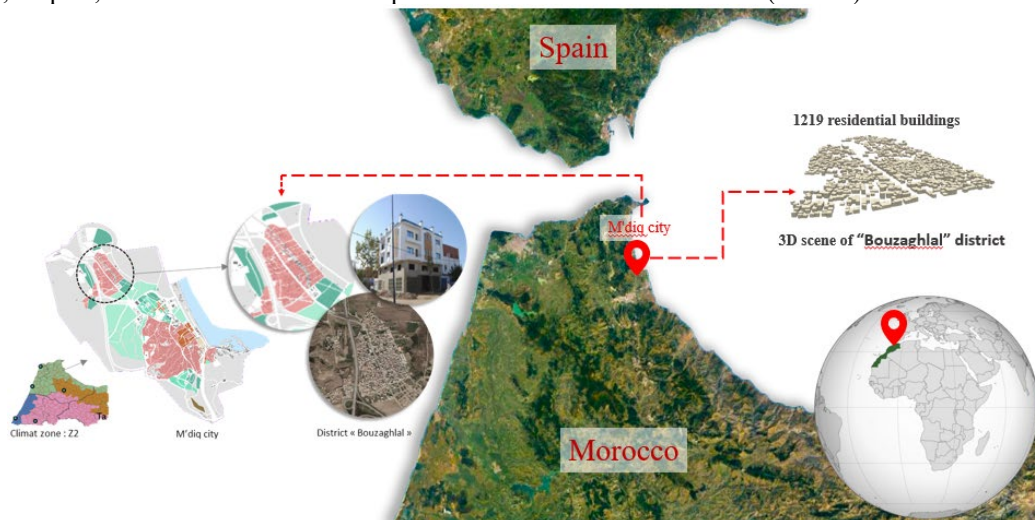 Spain
1219 residential buildings
3D scene of “Bouzaghlal” district
M'diq city
Climat zone : Z2
Ta
M'diq city
District « Bouzaghlal »
Morocco